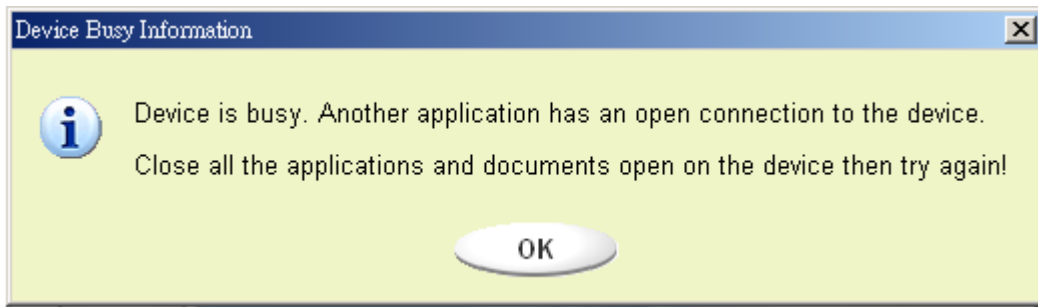 Device Busy Information
Device is busy. Another application has an open connection to the device.
Close all the applications and documents open on the device then try again!
OK